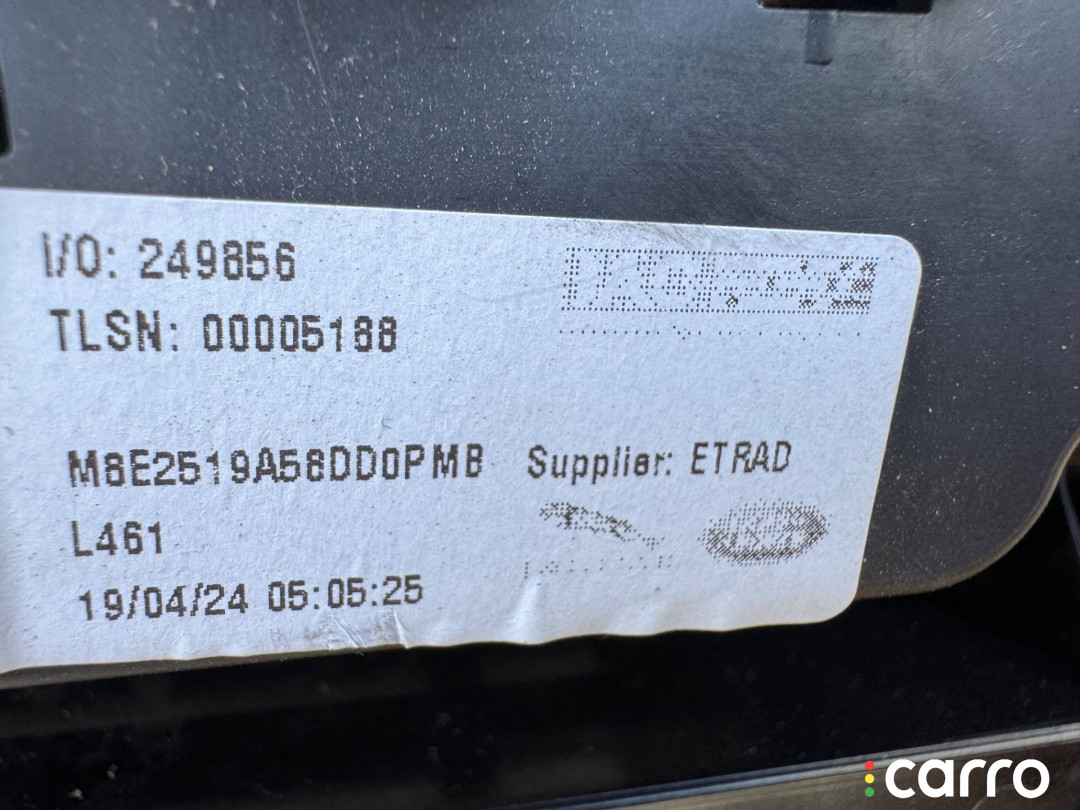 I/O: 249856
TLSN: 00005188
M8E2519A58DD0PMB Supplier: ETRAD
L461
19/04/24 05:05:25
carro